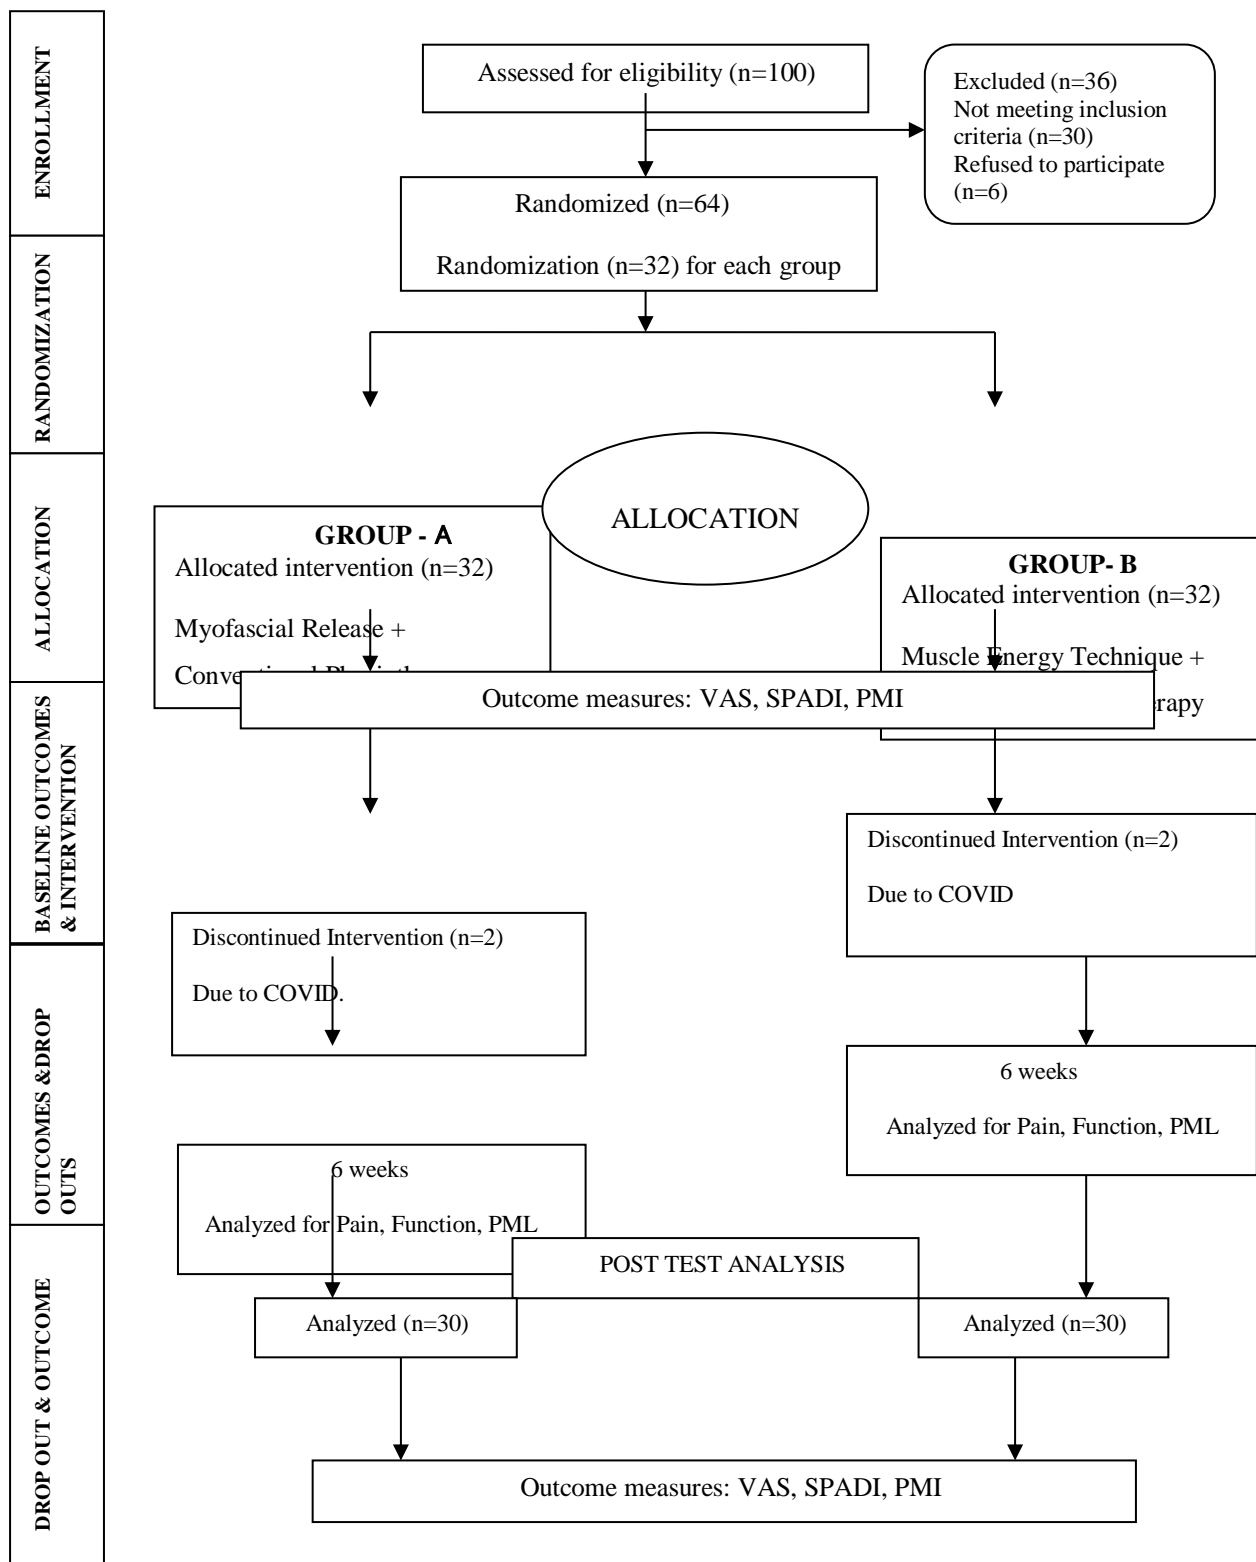 ENROLLMENT
Assessed for eligibility (n=100)
Excluded (n=36)
Not meeting inclusion
criteria (n=30)
Refused to participate
(n=6)
Randomized (n=64)
Randomization (n=32) for each group
RANDOMIZATION
ALLOCATION
ALLOCATION
GROUP - A
Allocated intervention (n=32)
Myofascial Release +
GROUP- B
Allocated intervention (n=32)
Muscle Energy Technique +
Outcome measures: VAS, SPADI, PMI
BASELINE OUTCOMES
& INTERVENTION
Discontinued Intervention (n=2)
Due to COVID.
Discontinued Intervention (n=2)
Due to COVID
OUTCOMES &DROP
OUTS
6 weeks
Analyzed for Pain, Function, PML
6 weeks
Analyzed for Pain, Function, PML
POST TEST ANALYSIS
DROP OUT & OUTCOME
Analyzed (n=30)
Analyzed (n=30)
Outcome measures: VAS, SPADI, PMI